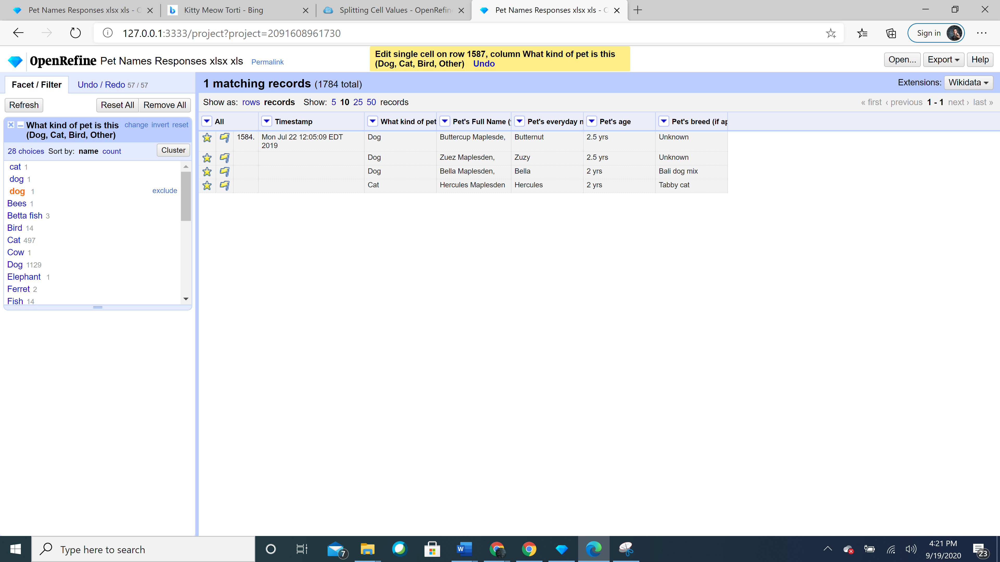 Pet Names Responses xlsx xls - O
Kitty Meow Torti - Bing
Splitting Cell Values - OpenRefin
Pet Names Responses xlsx xls - O
127.0.0.1:3333/project?project=2091608961730
Sign in
OpenRefine Pet Names Responses xlsx xls Permalink
Edit single cell on row 1587, column What kind of pet is this
(Dog, Cat, Bird, Other) Undo
Open... Export Help
Facet / Filter Undo / Redo 57 / 57
1 matching records (1784 total)
Extensions: Wikidata
Refresh Reset All Remove All
Show as: rows records Show: 5 10 25 50 records
« first ‹ previous 1 - 1 next › last »
What kind of pet is this change invert reset
(Dog, Cat, Bird, Other)
28 choices Sort by: name count Cluster
cat 1
dog 1
dog 1 exclude
Bees 1
Betta fish 3
Bird 14
Cat 497
Cow 1
Dog 1129
Elephant 1
Ferret 2
Fish 14
All Timestamp What kind of pet Pet's Full Name (y Pet's everyday n Pet's age Pet's breed (if ap
1584. Mon Jul 22 12:05:09 EDT Dog Buttercup Maplesde, Butternut 2.5 yrs Unknown
2019
Dog Zuez Maplesden, Zuzy 2.5 yrs Unknown
Dog Bella Maplesden, Bella 2 yrs Bali dog mix
Cat Hercules Maplesden Hercules 2 yrs Tabby cat
Type here to search
7
W
4:21 PM
9/19/2020
23